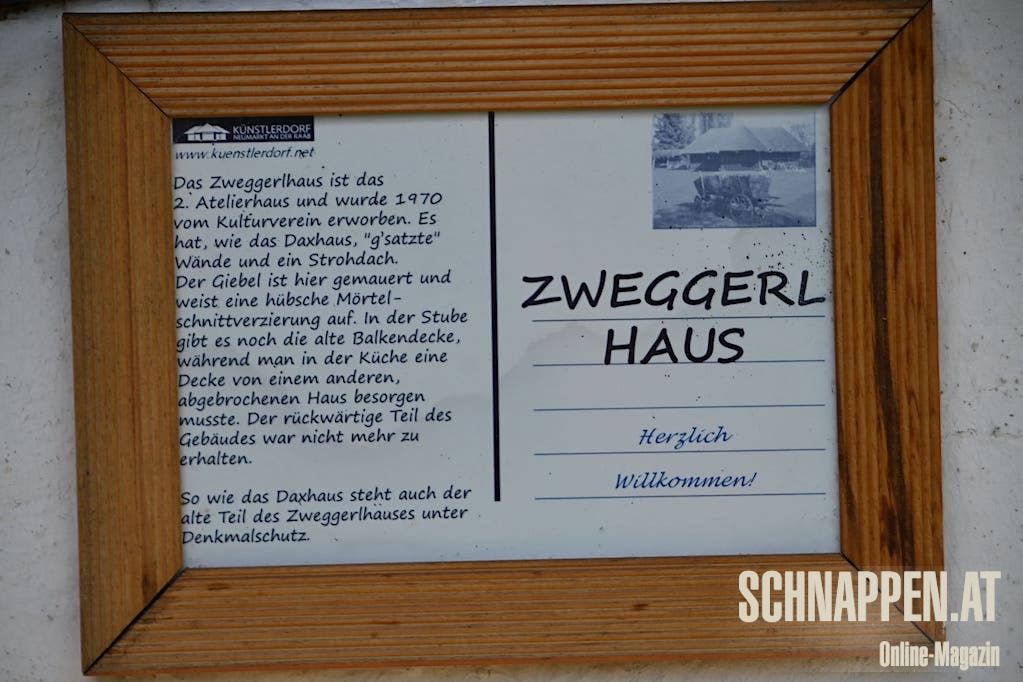 KÜNSTLERDORF
NEUMARKT AN DER RAAB
www.kuenstlerdorf.net
Das Zweggerlhaus ist das
2. Atelierhaus und wurde 1970
vom Kulturverein erworben. Es
hat, wie das Daxhaus, "g'satzte"
Wände und ein Strohdach.
Der Giebel ist hier gemauert und
weist eine hübsche Mörtel-
schnittverzierung auf. In der Stube
gibt es noch die alte Balkendecke,
während man in der Küche eine
Decke von einem anderen,
abgebrochenen Haus besorgen
musste. Der rückwärtige Teil des
Gebäudes war nicht mehr zu
erhalten.
So wie das Daxhaus steht auch der
alte Teil des Zweggerlhauses unter
Denkmalschutz.
ZWEGGERL
HAUS
Herzlich
Willkommen!
SCHNAPPEN.AT
Online-Magazin